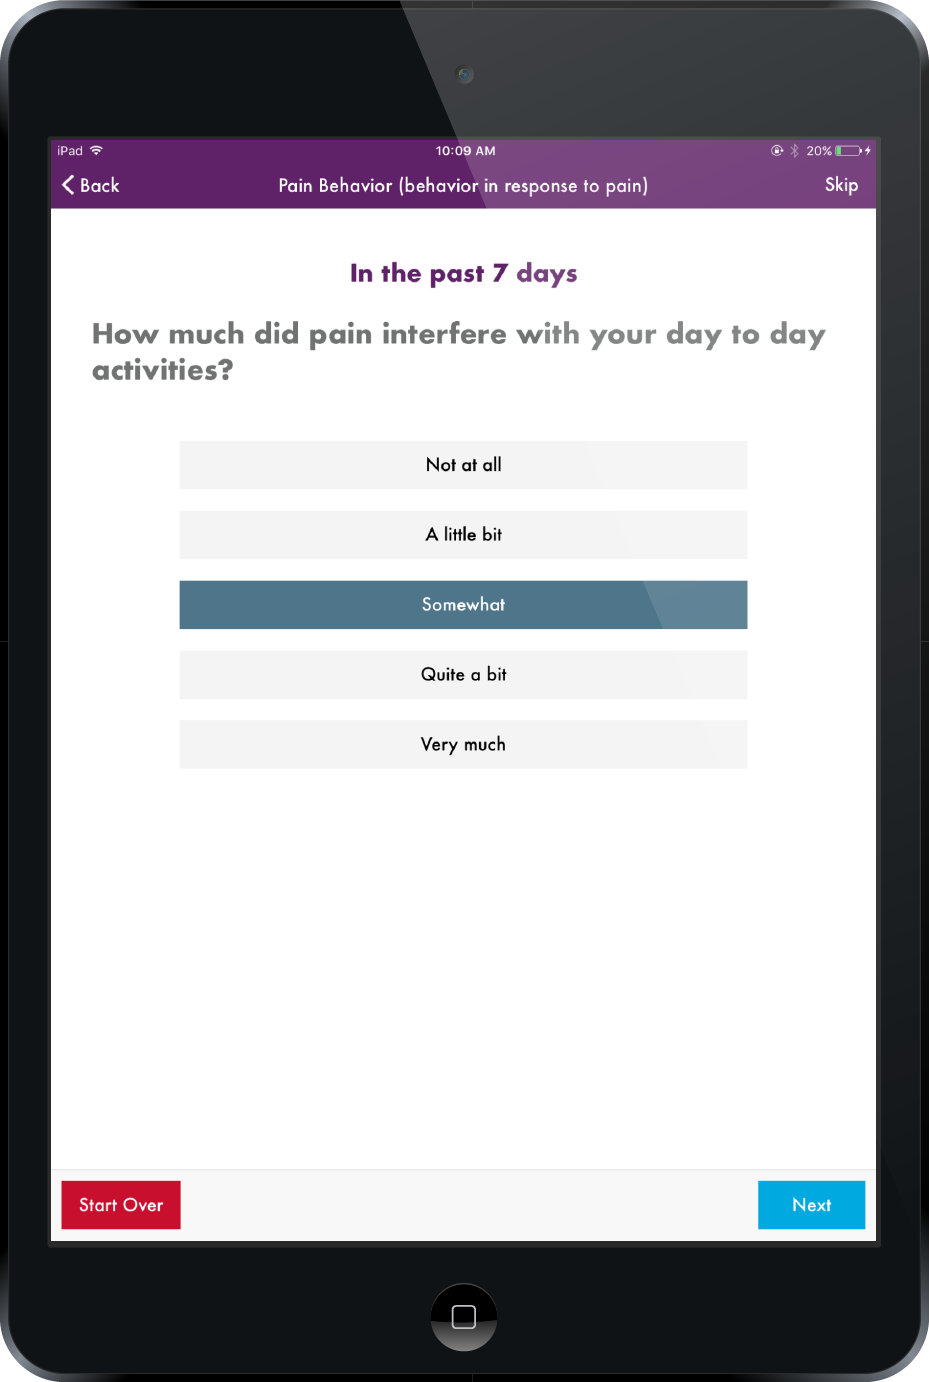 iPad 10:09 AM 20%
Back Pain Behavior (behavior in response to pain) Skip
In the past 7 days
How much did pain interfere with your day to day
activities?
Not at all
A little bit
Somewhat
Quite a bit
Very much
Start Over Next